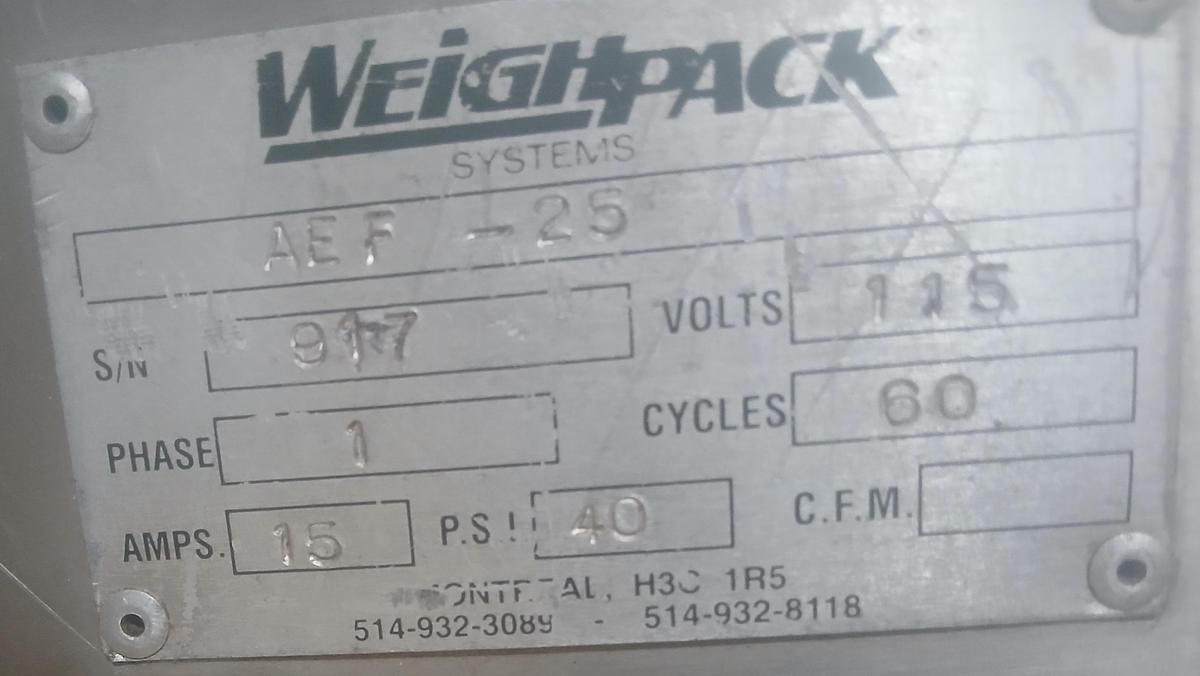 WEIGHPACK
SYSTEMS
AEF -25
S/N 917
VOLTS 115
PHASE 1
CYCLES 60
AMPS. 15 P.S.I 40 C.F.M.
H3C 1R5
514-932-3089 - 514-932-8118